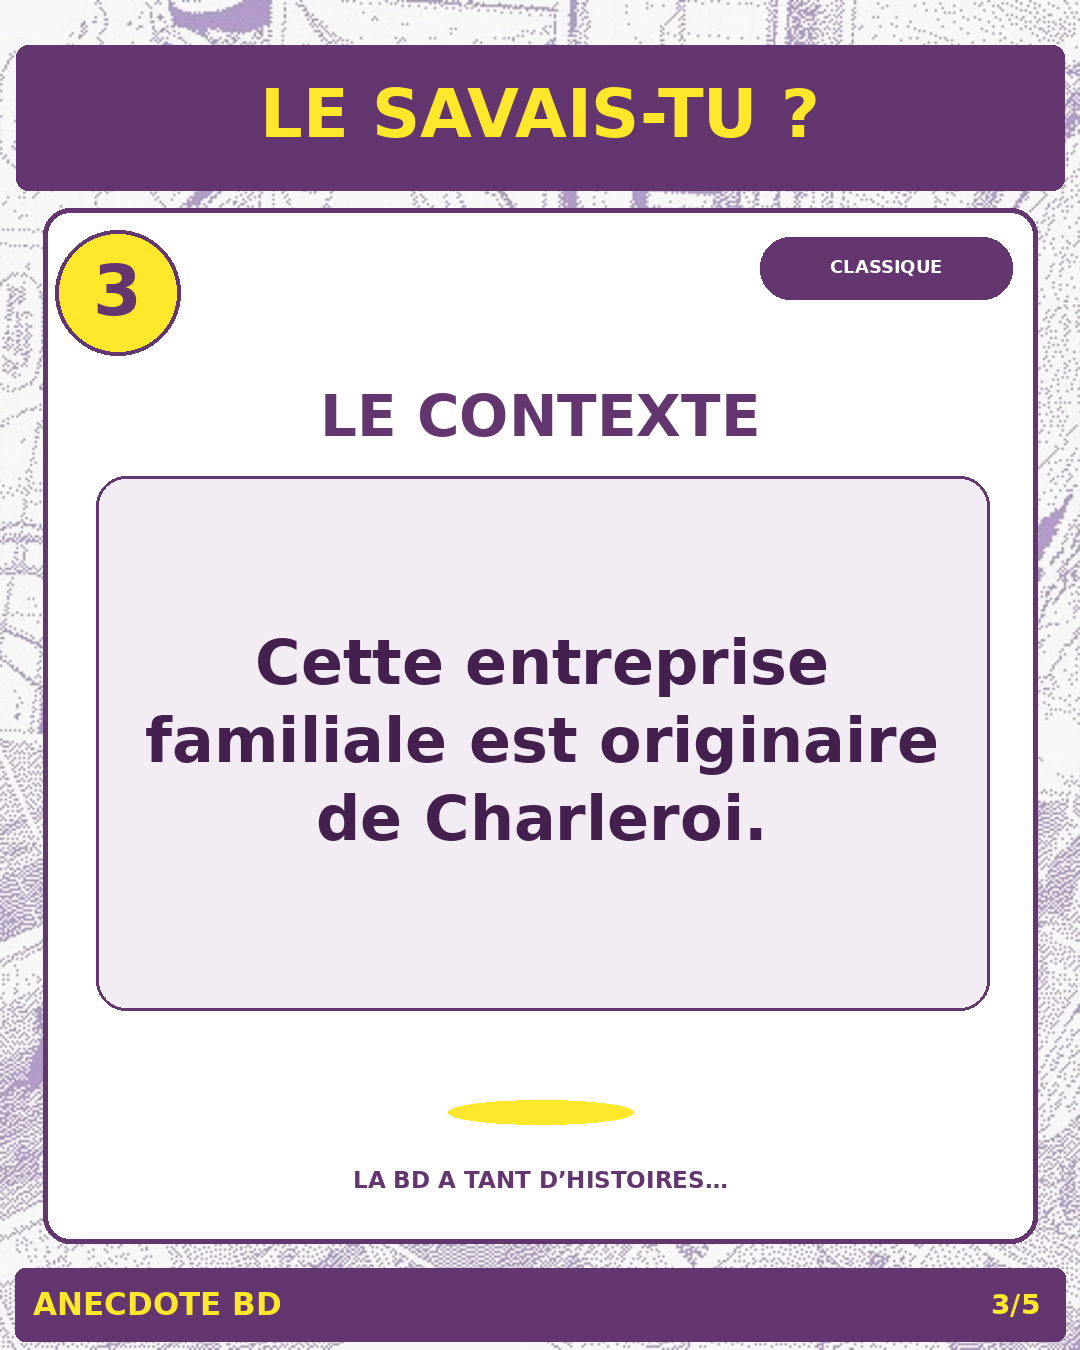 LE SAVAIS-TU ?
3
CLASSIQUE
LE CONTEXTE
Cette entreprise
familiale est originaire
de Charleroi.
LA BD A TANT D’HISTOIRES…
ANECDOTE BD
3/5